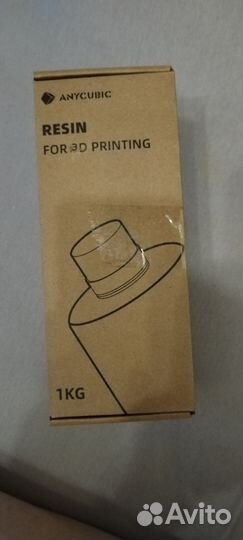 ANYCUBIC
RESIN
FOR 3D PRINTING
1KG
Avito